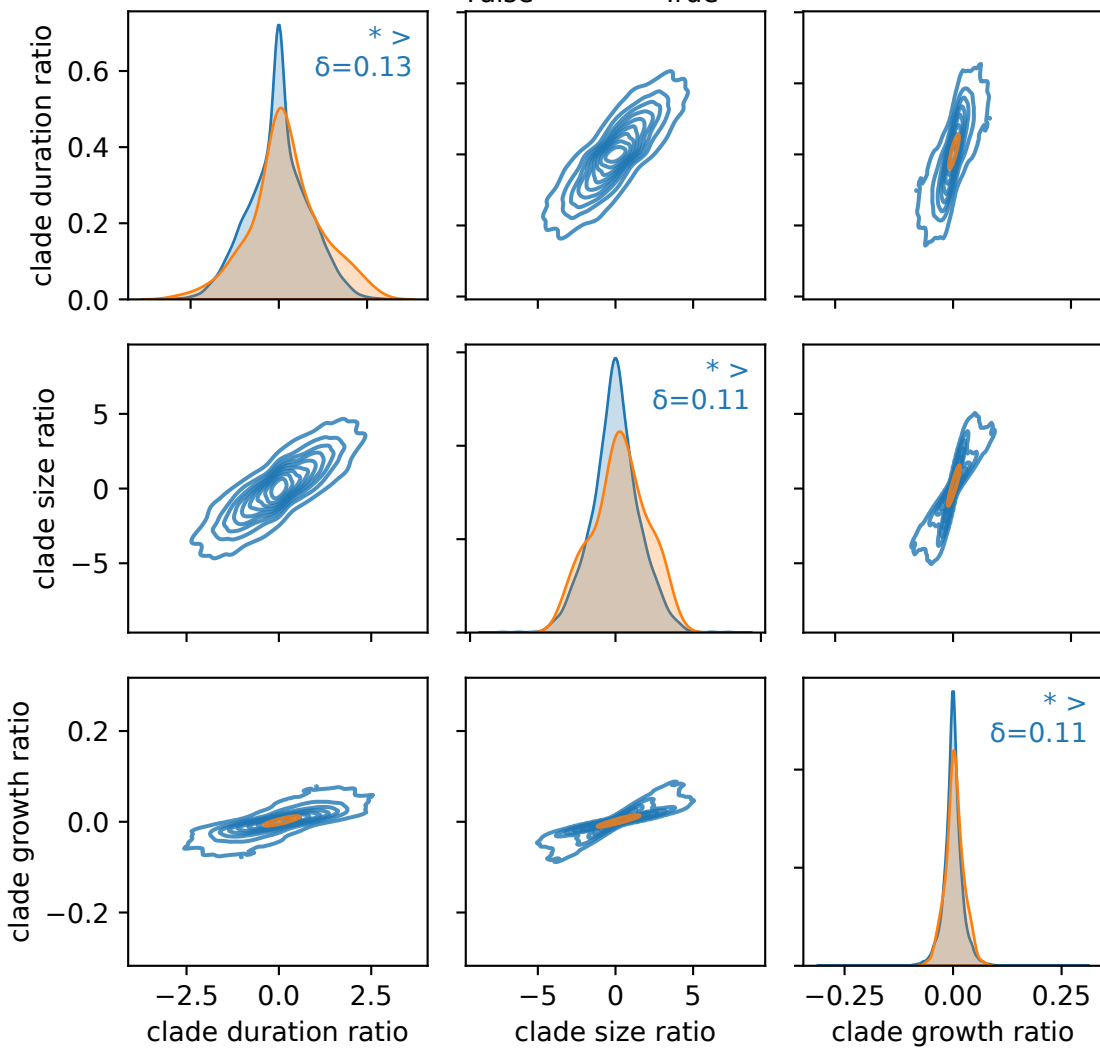 clade duration ratio
0.6
0.4
0.2
0.0
* >
δ=0.13
clade size ratio
5
0
−5
* >
δ=0.11
clade growth ratio
0.2
0.0
−0.2
* >
δ=0.11
−2.5 0.0 2.5
−5 0 5
−0.25 0.00 0.25
clade duration ratio
clade size ratio
clade growth ratio